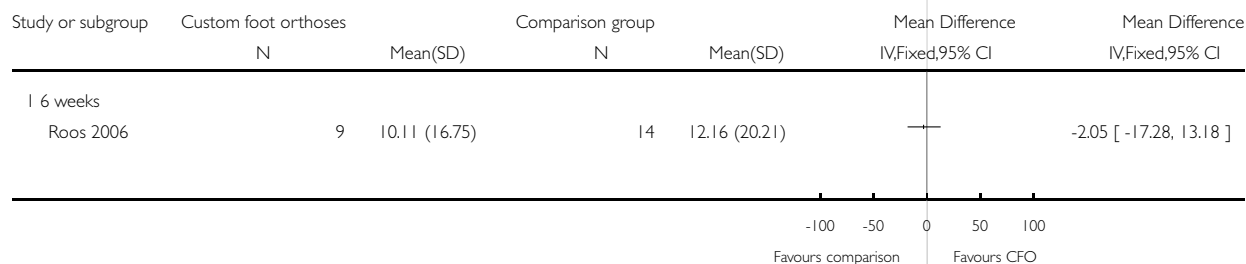 Study or subgroup Custom foot orthoses Comparison group Mean Difference Mean Difference
N Mean(SD) N Mean(SD) IV,Fixed,95% CI IV,Fixed,95% CI
1 6 weeks
Roos 2006 9 10.11 (16.75) 14 12.16 (20.21) -2.05 [ -17.28, 13.18 ]
-100 -50 0 50 100
Favours comparison Favours CFO